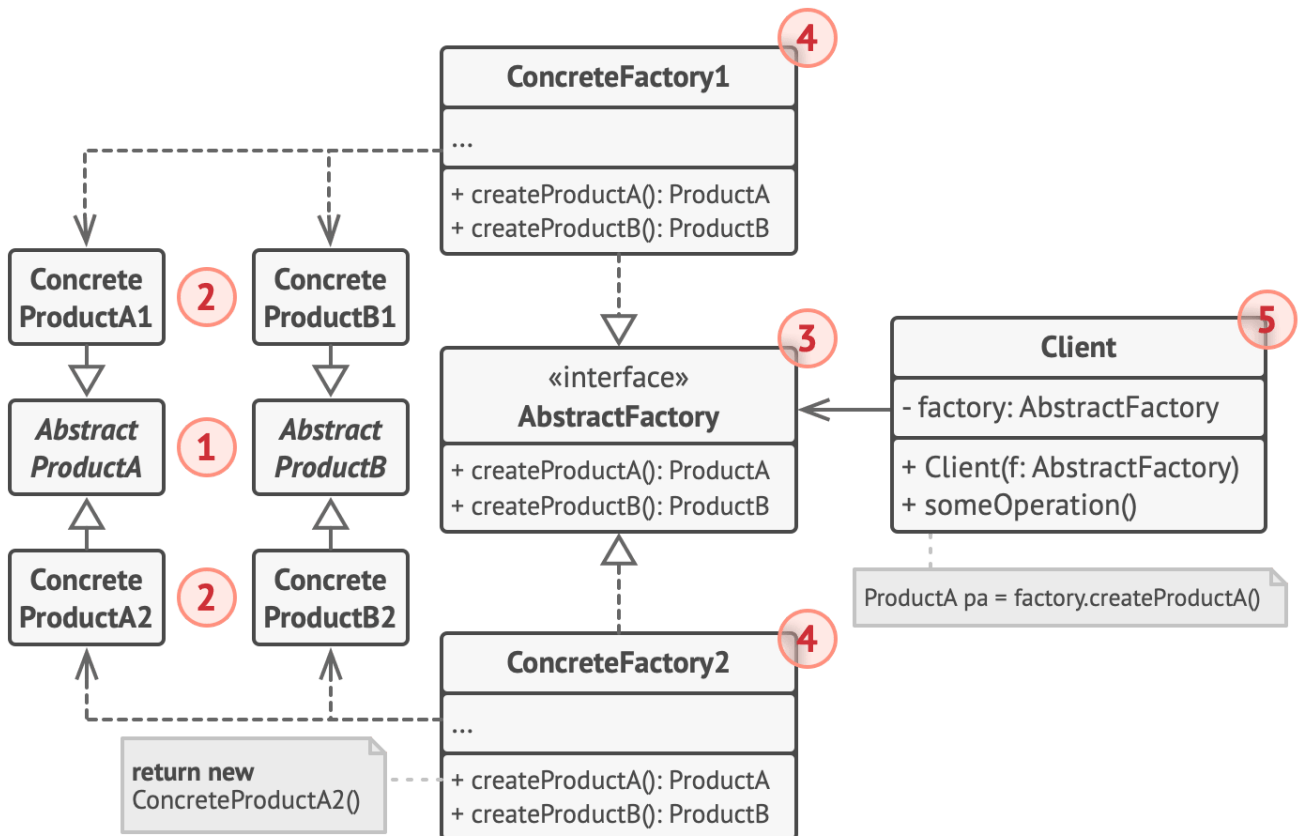 4
ConcreteFactory1
...
+ createProductA(): ProductA
+ createProductB(): ProductB
Concrete
ProductA1
2
Concrete
ProductB1
Abstract
ProductA
1
Abstract
ProductB
Concrete
ProductA2
2
Concrete
ProductB2
3
«interface»
AbstractFactory
+ createProductA(): ProductA
+ createProductB(): ProductB
5
Client
- factory: AbstractFactory
+ Client(f: AbstractFactory)
+ someOperation()
ProductA pa = factory.createProductA()
4
ConcreteFactory2
...
+ createProductA(): ProductA
+ createProductB(): ProductB
return new
ConcreteProductA2()